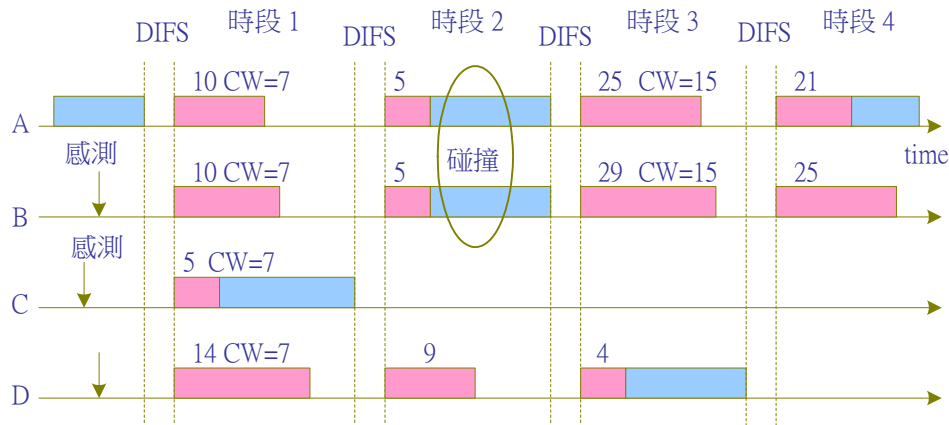 DIFS 時段 1 DIFS 時段 2 DIFS 時段 3 DIFS 時段 4
10 CW=7 5 25 CW=15 21
A
感測 碰撞 time
10 CW=7 5 29 CW=15 25
B
感測
5 CW=7
C
14 CW=7 9 4
D